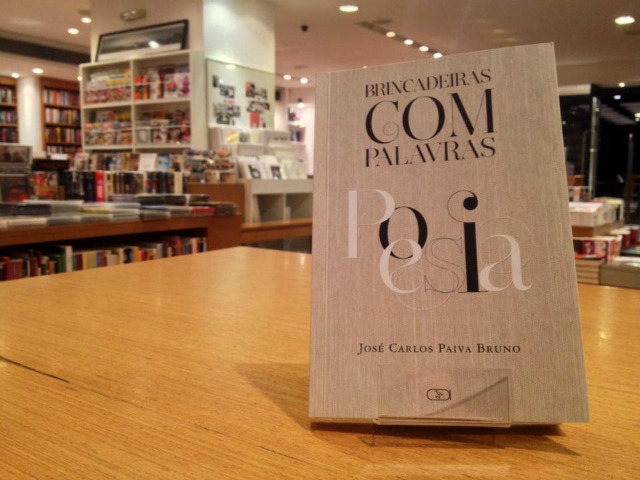 BRINCADEIRAS
COM
PALAVRAS
Poesia
JOSÉ CARLOS PAIVA BRUNO